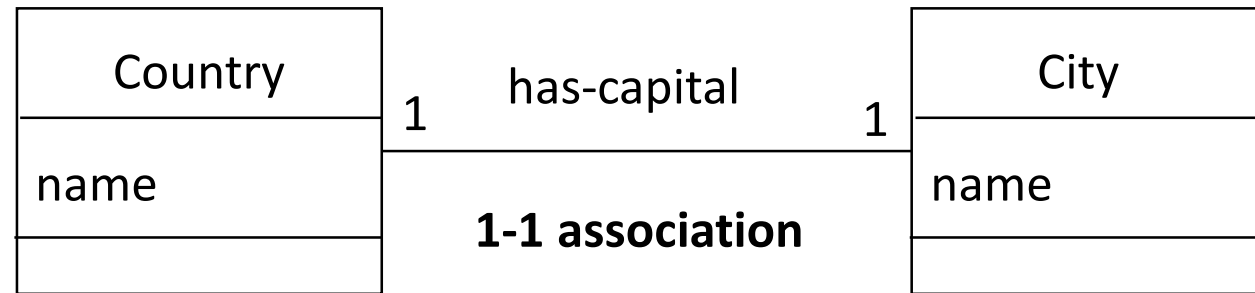 Country
has-capital
City
1
1
name
name
1-1 association